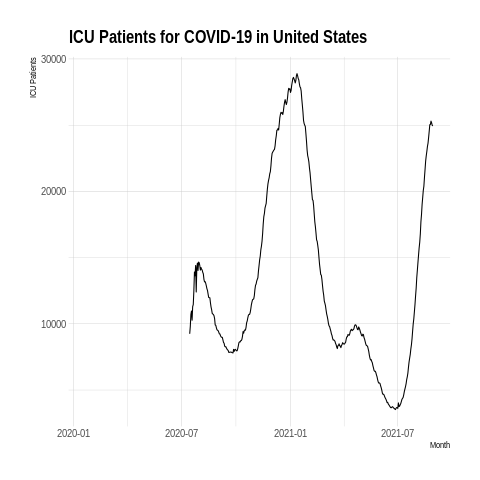 ICU Patients for COVID-19 in United States
ICU Patients
30000
20000
10000
2020-01 2020-07 2021-01 2021-07
Month